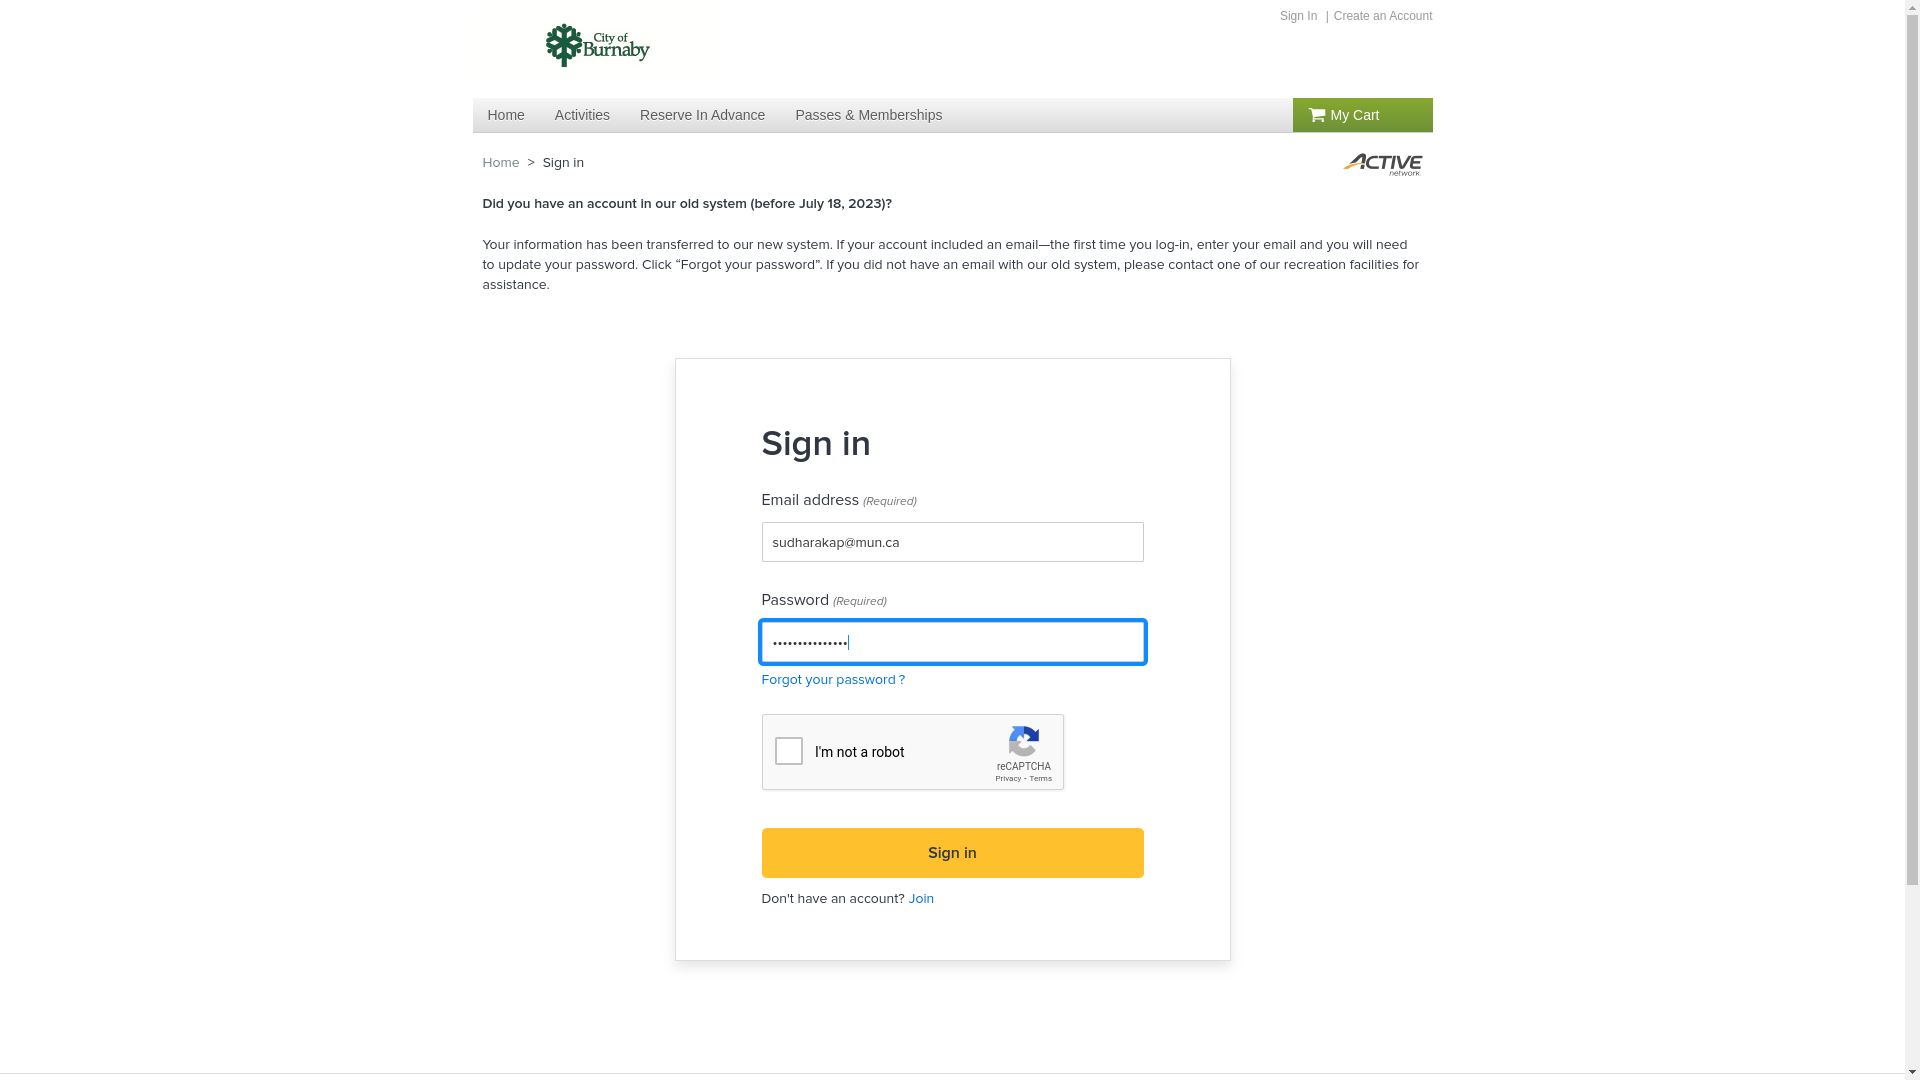 Sign In | Create an Account
City of
Burnaby
Home Activities Reserve In Advance Passes & Memberships My Cart
Home > Sign in
ACTIVE
network.
Did you have an account in our old system (before July 18, 2023)?
Your information has been transferred to our new system. If your account included an email—the first time you log-in, enter your email and you will need
to update your password. Click “Forgot your password”. If you did not have an email with our old system, please contact one of our recreation facilities for
assistance.
Sign in
Email address (Required)
sudharakap@mun.ca
Password (Required)
•••••••••••••••
Forgot your password ?
I'm not a robot
reCAPTCHA
Privacy - Terms
Sign in
Don't have an account? Join